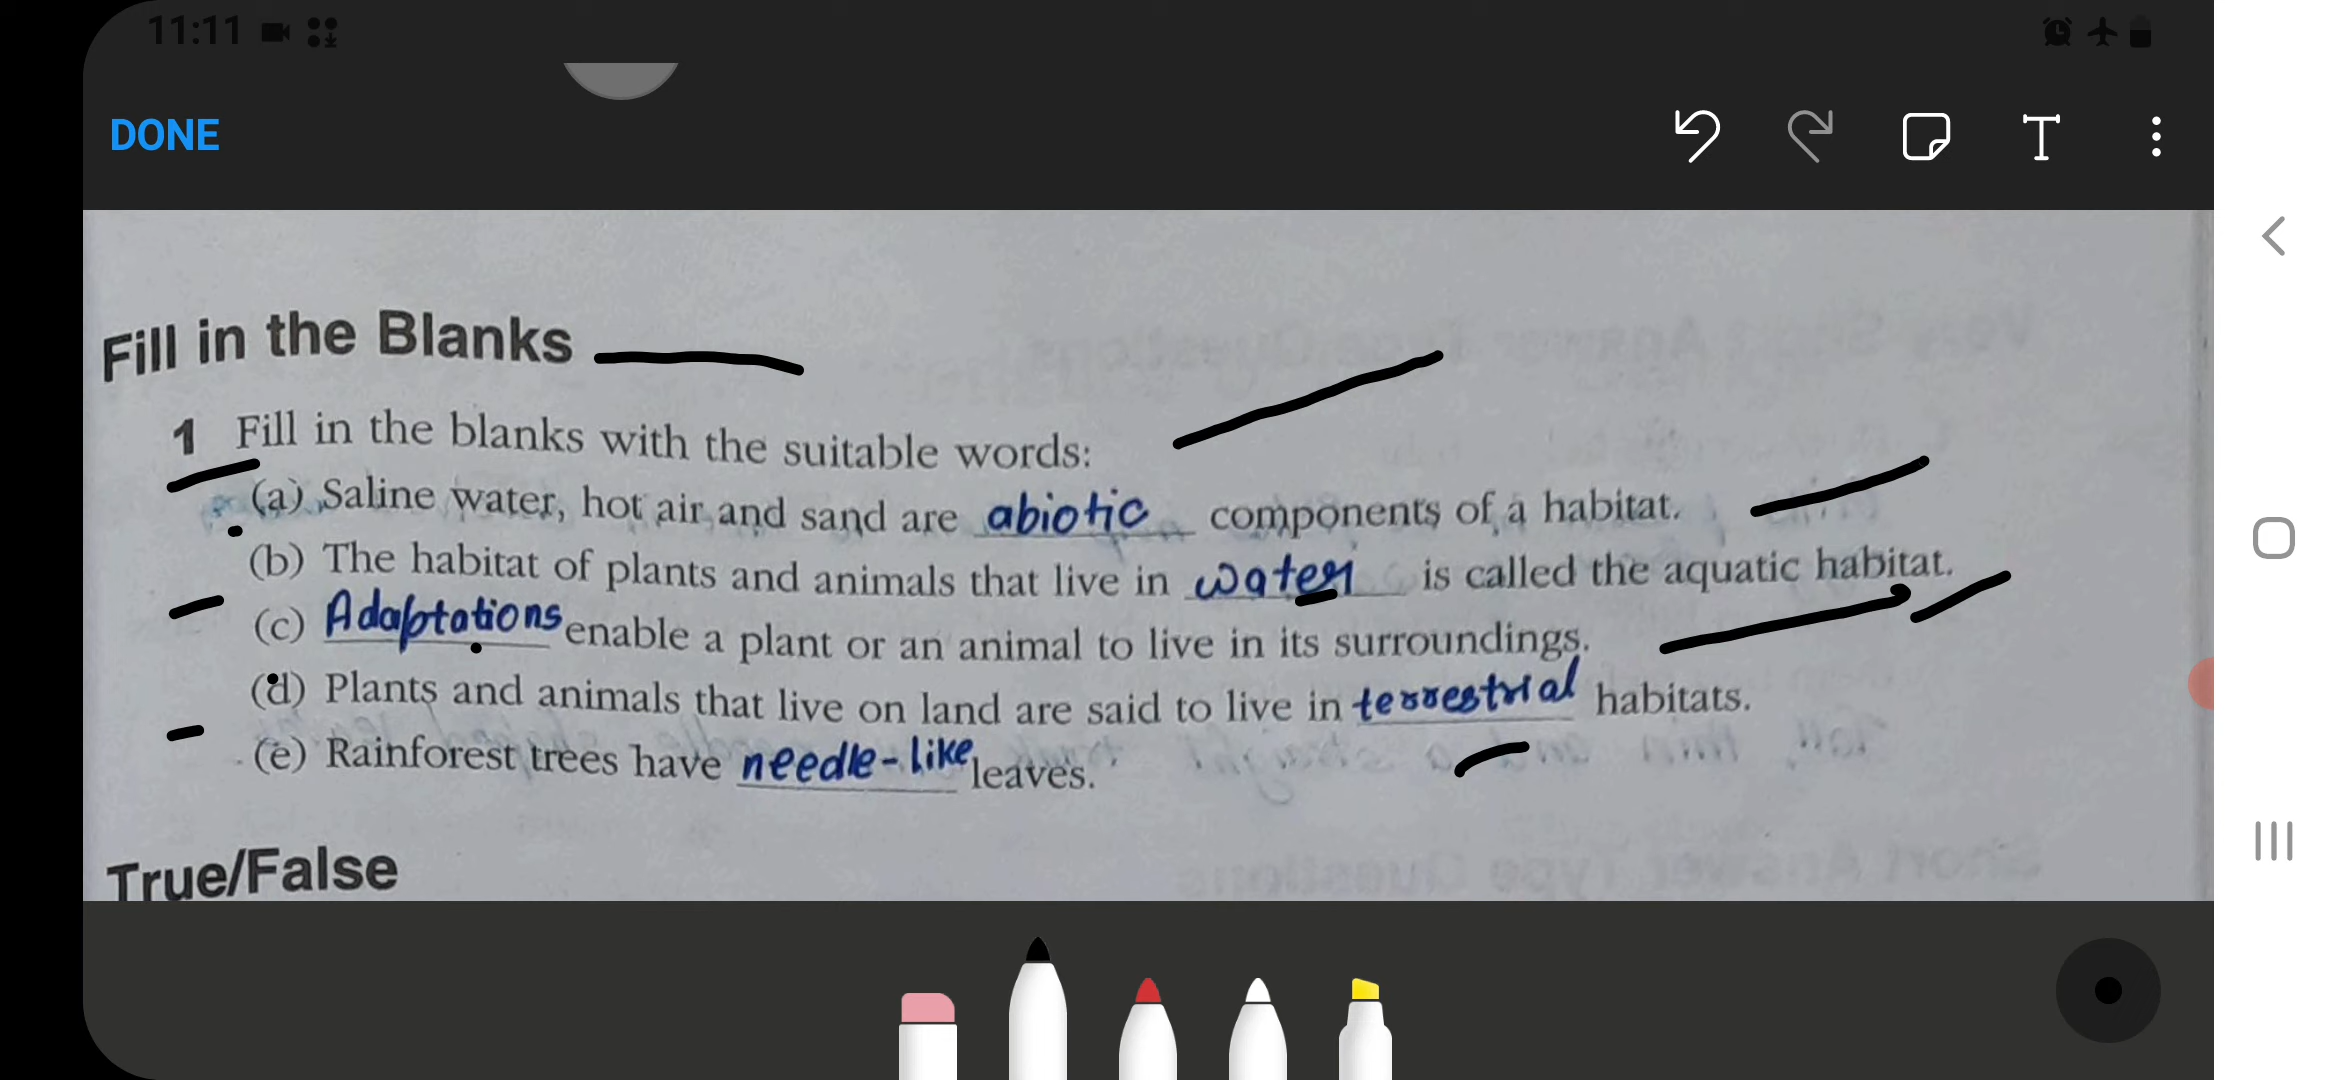 11:11
DONE
Fill in the Blanks
1 Fill in the blanks with the suitable words:
(a) Saline water, hot air and sand are abiotic components of a habitat.
(b) The habitat of plants and animals that live in water is called the aquatic habitat.
(c) Adaptations enable a plant or an animal to live in its surroundings.
(d) Plants and animals that live on land are said to live in terrestrial habitats.
(e) Rainforest trees have needle-like leaves.
True/False